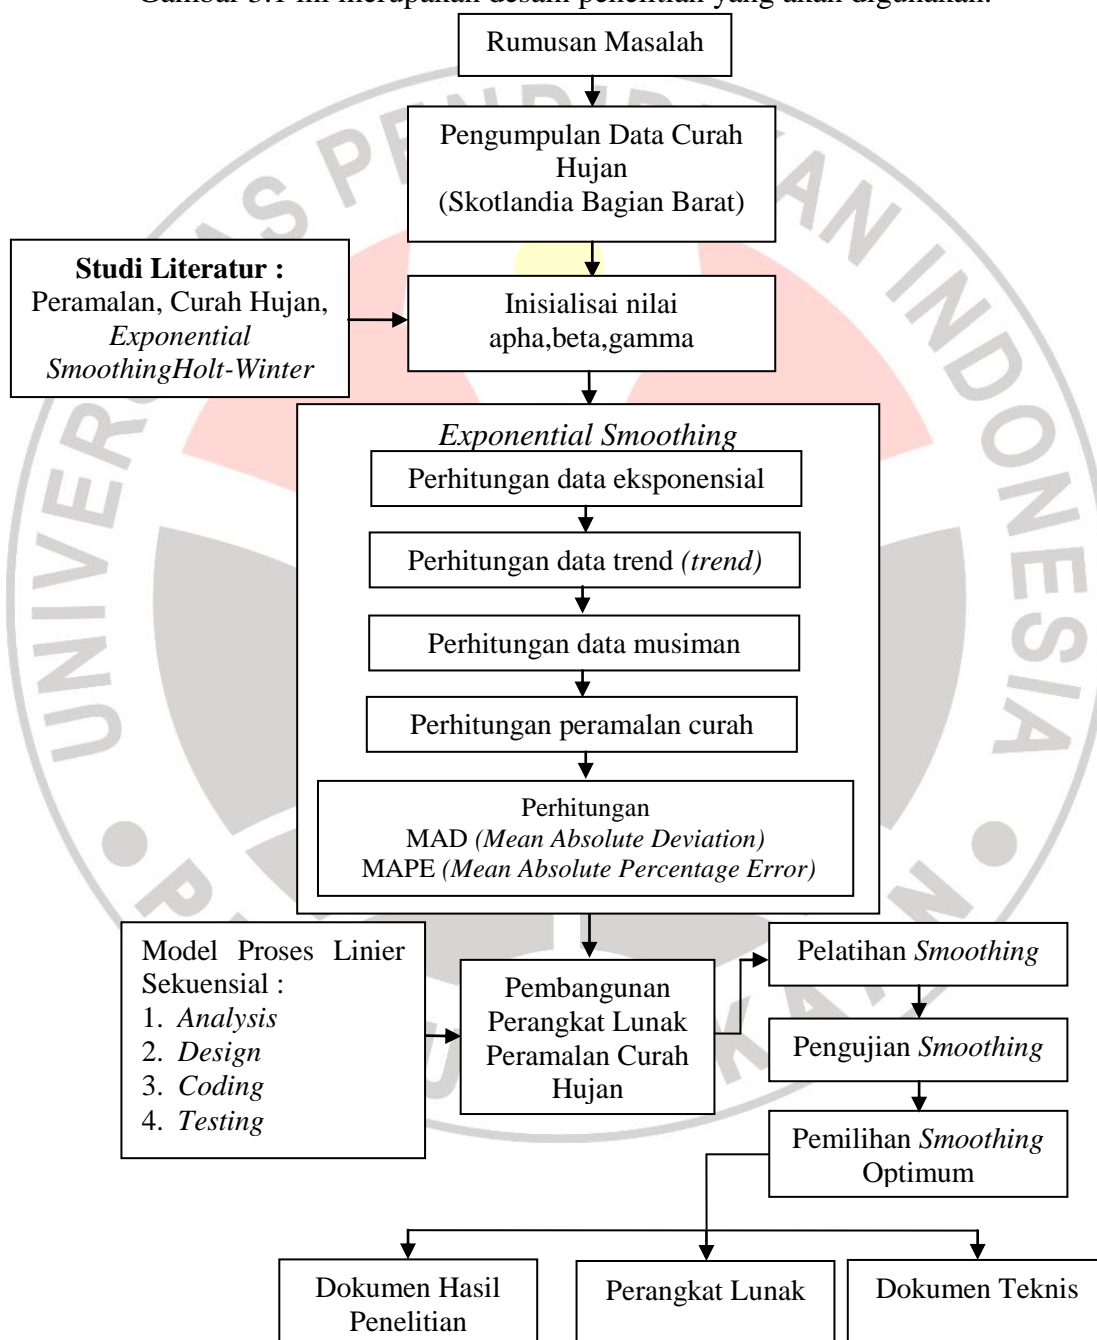 Gambar 3.1 ini merupakan desain penelitian yang akan digunakan.
Rumusan Masalah
Pengumpulan Data Curah
Hujan
(Skotlandia Bagian Barat)
Studi Literatur :
Peramalan, Curah Hujan,
Exponential
SmoothingHolt-Winter
Inisialisai nilai
apha,beta,gamma
Exponential Smoothing
Perhitungan data eksponensial
Perhitungan data trend (trend)
Perhitungan data musiman
Perhitungan peramalan curah
Perhitungan
MAD (Mean Absolute Deviation)
MAPE (Mean Absolute Percentage Error)
Model Proses Linier
Sekuensial :
1. Analysis
2. Design
3. Coding
4. Testing
Pembangunan
Perangkat Lunak
Peramalan Curah
Hujan
Pelatihan Smoothing
Pengujian Smoothing
Pemilihan Smoothing
Optimum
Dokumen Hasil
Penelitian
Perangkat Lunak
Dokumen Teknis
UNIVERSITAS PENDIDIKAN INDONESIA